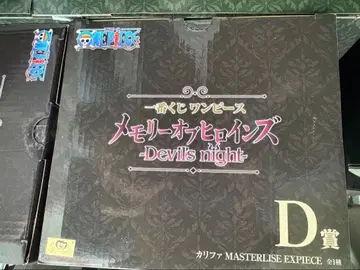 ONE PIECE
一番くじ ワンピース
メモリーオブヒロインズ
-Devil's night-
D賞
カリファ MASTERLISE EXPIECE 全1種